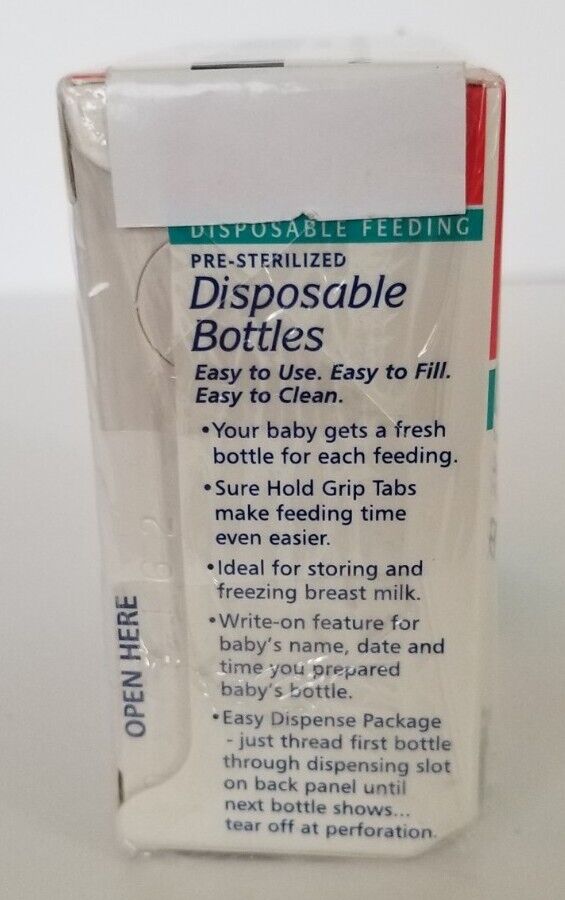 DISPOSABLE FEEDING
PRE-STERILIZED
Disposable
Bottles
Easy to Use. Easy to Fill.
Easy to Clean.
•Your baby gets a fresh
bottle for each feeding.
•Sure Hold Grip Tabs
make feeding time
even easier.
•Ideal for storing and
freezing breast milk.
•Write-on feature for
baby's name, date and
time you prepared
baby's bottle.
•Easy Dispense Package
- just thread first bottle
through dispensing slot
on back panel until
next bottle shows...
tear off at perforation.
OPEN HERE